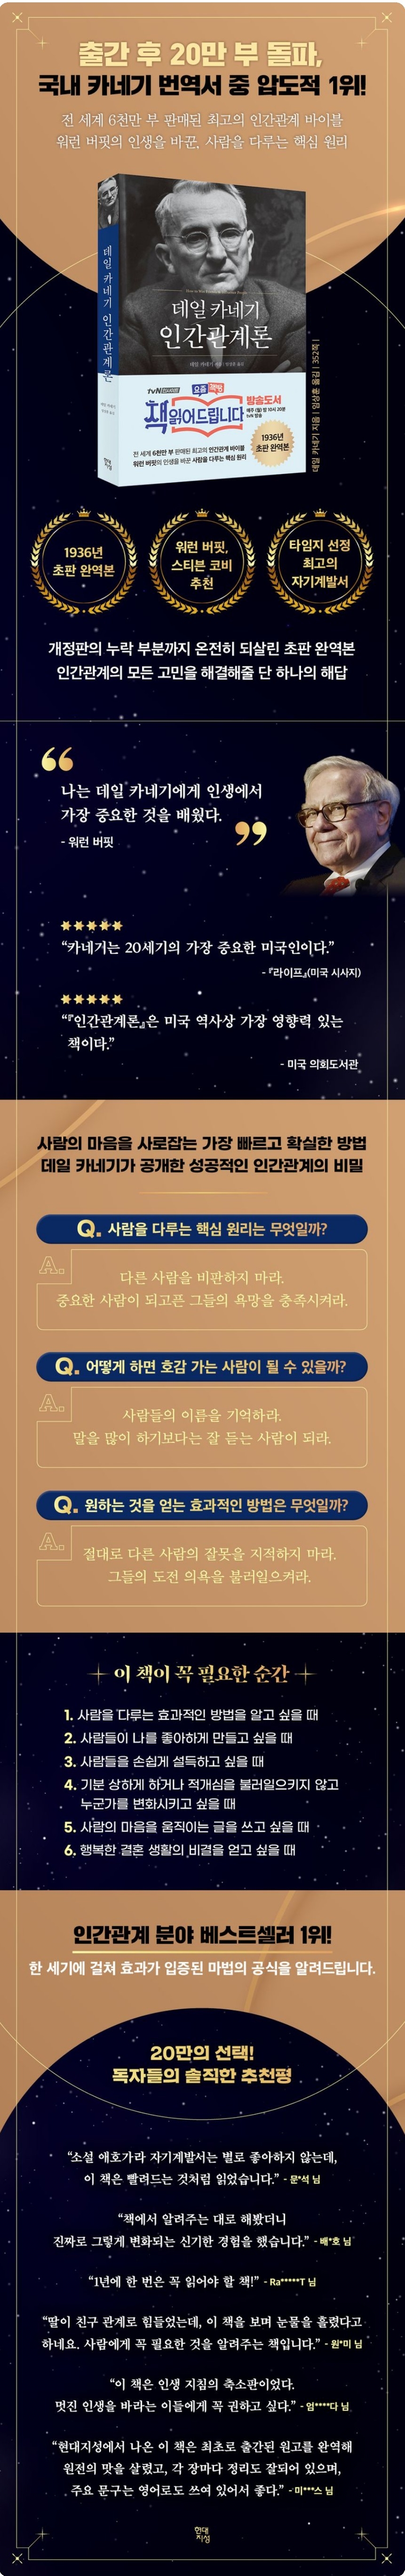 출간 후 20만 부 돌파,
국내 카네기 번역서 중 압도적 1위!
전 세계 6천만 부 판매된 최고의 인간관계 바이블
워런 버핏의 인생을 바꾼, 사람을 다루는 핵심 원리
데일 카네기 인간관계론
데일 카네기
인간관계론
tvN
요즘책방
책 읽어드립니다 방송도서
전 세계 6천만 부 판매된 최고의 인간관계 바이블
워런 버핏의 인생을 바꾼 사람을 다루는 핵심 원리
1936년
초판 완역본
현대
지성
데일 카네기 지음 | 임상훈 옮김 | 352쪽 |
1936년
초판 완역본
워런 버핏,
스티븐 코비
추천
타임지 선정
최고의
자기계발서
개정판의 누락 부분까지 온전히 되살린 초판 완역본
인간관계의 모든 고민을 해결해줄 단 하나의 해답
“
나는 데일 카네기에게 인생에서
가장 중요한 것을 배웠다.
- 워런 버핏
”
★★★★★
“카네기는 20세기의 가장 중요한 미국인이다.”
- 『라이프』(미국 시사지)
★★★★★
“『인간관계론』은 미국 역사상 가장 영향력 있는
책이다.”
- 미국 의회도서관
사람의 마음을 사로잡는 가장 빠르고 확실한 방법
데일 카네기가 공개한 성공적인 인간관계의 비밀
Q. 사람을 다루는 핵심 원리는 무엇일까?
A.
다른 사람을 비판하지 마라.
중요한 사람이 되고픈 그들의 욕망을 충족시켜라.
Q. 어떻게 하면 호감 가는 사람이 될 수 있을까?
A.
사람들의 이름을 기억하라.
말을 많이 하기보다는 잘 듣는 사람이 되라.
Q. 원하는 것을 얻는 효과적인 방법은 무엇일까?
A.
절대로 다른 사람의 잘못을 지적하지 마라.
그들의 도전 의욕을 불러일으켜라.
이 책이 꼭 필요한 순간
1. 사람을 다루는 효과적인 방법을 알고 싶을 때
2. 사람들이 나를 좋아하게 만들고 싶을 때
3. 사람들을 손쉽게 설득하고 싶을 때
4. 기분 상하게 하거나 적개심을 불러일으키지 않고
누군가를 변화시키고 싶을 때
5. 사람의 마음을 움직이는 글을 쓰고 싶을 때
6. 행복한 결혼 생활의 비결을 얻고 싶을 때
인간관계 분야 베스트셀러 1위!
한 세기에 걸쳐 효과가 입증된 마법의 공식을 알려드립니다.
20만의 선택!
독자들의 솔직한 추천평
“소설 애호가라 자기계발서는 별로 좋아하지 않는데,
이 책은 빨려드는 것처럼 읽었습니다.” - 문*석 님
“책에서 알려주는 대로 해봤더니
진짜로 그렇게 변화되는 신기한 경험을 했습니다.” - 배*호 님
“1년에 한 번은 꼭 읽어야 할 책!” - Ra*****T 님
“딸이 친구 관계로 힘들었는데, 이 책을 보며 눈물을 흘렸다고
하네요. 사람에게 꼭 필요한 것을 알려주는 책입니다.” - 원*미 님
“이 책은 인생 지침의 축소판이었다.
멋진 인생을 바라는 이들에게 꼭 권하고 싶다.” - 엄****다 님
“현대지성에서 나온 이 책은 최초로 출간된 원고를 완역해
원전의 맛을 살렸고, 각 장마다 정리도 잘되어 있으며,
주요 문구는 영어로도 쓰여 있어서 좋다.” - 미***스 님
현대
지성